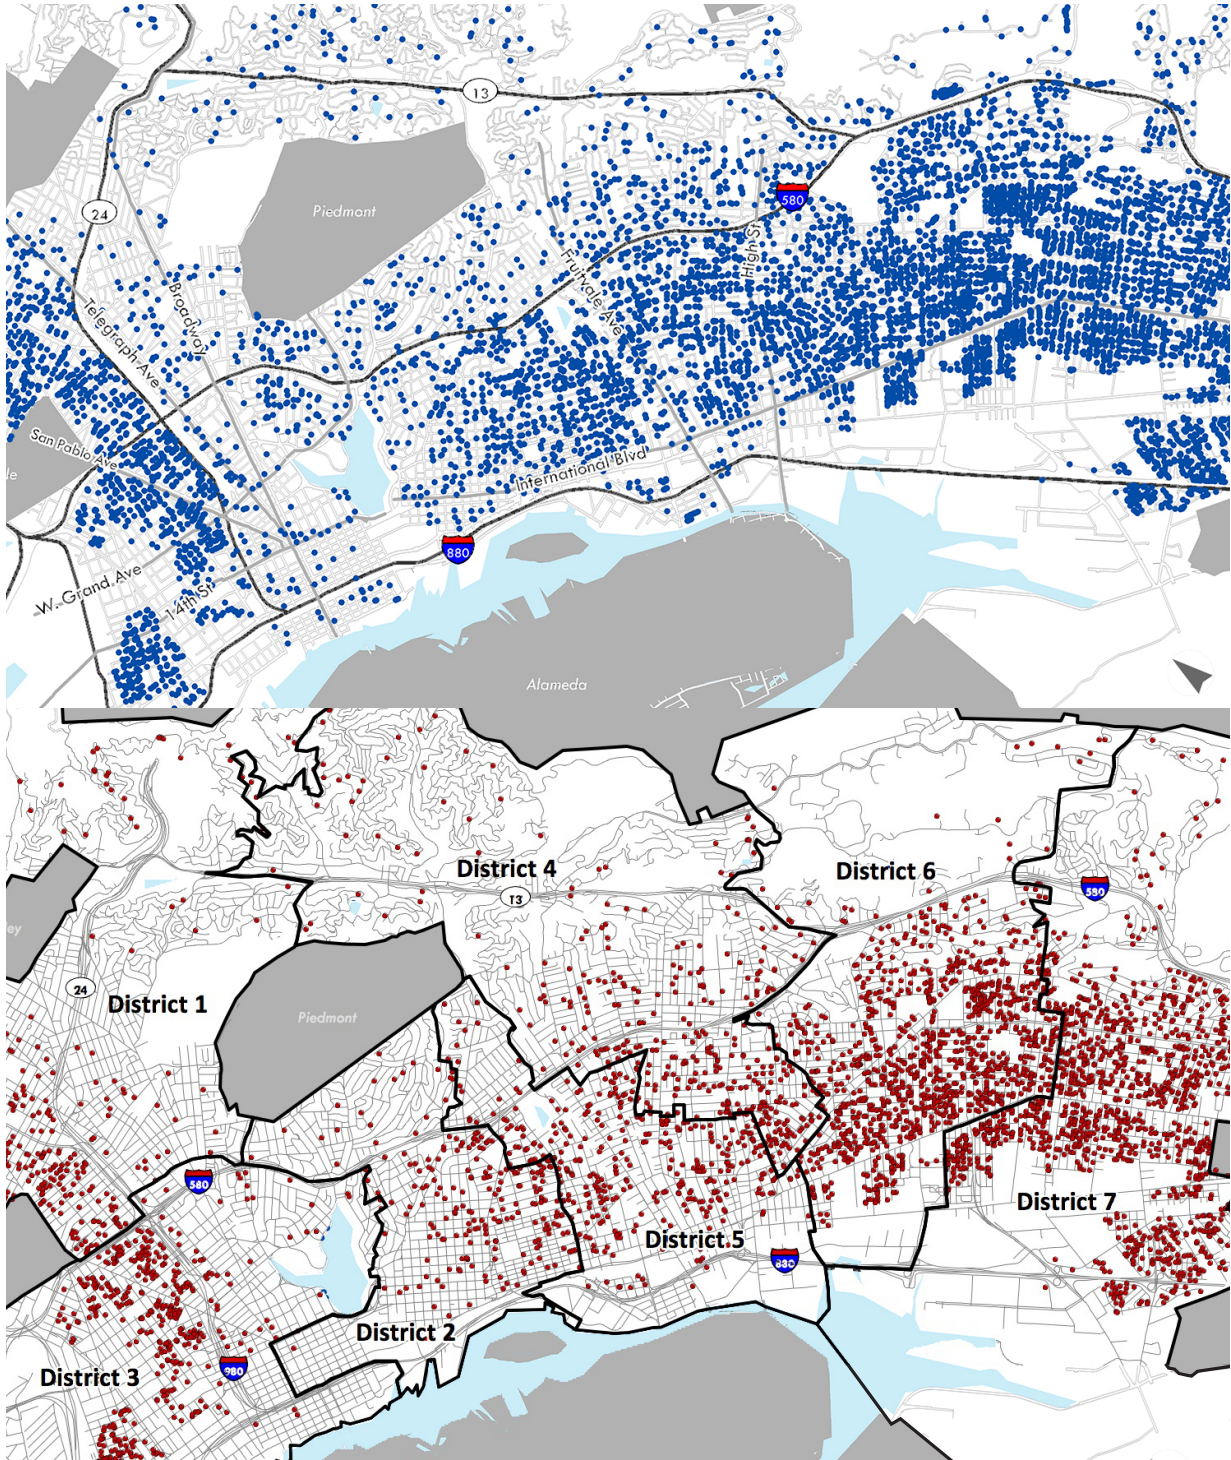 13
24
Piedmont
580
High St
Fruitvale Ave
Broadway
Telegraph Ave
San Pablo Ave
le
International Blvd
880
W. Grand Ave
14th St
Alameda
District 4
13
District 6
580
ey
24
District 1
Piedmont
580
District 7
District 5
880
District 2
980
District 3